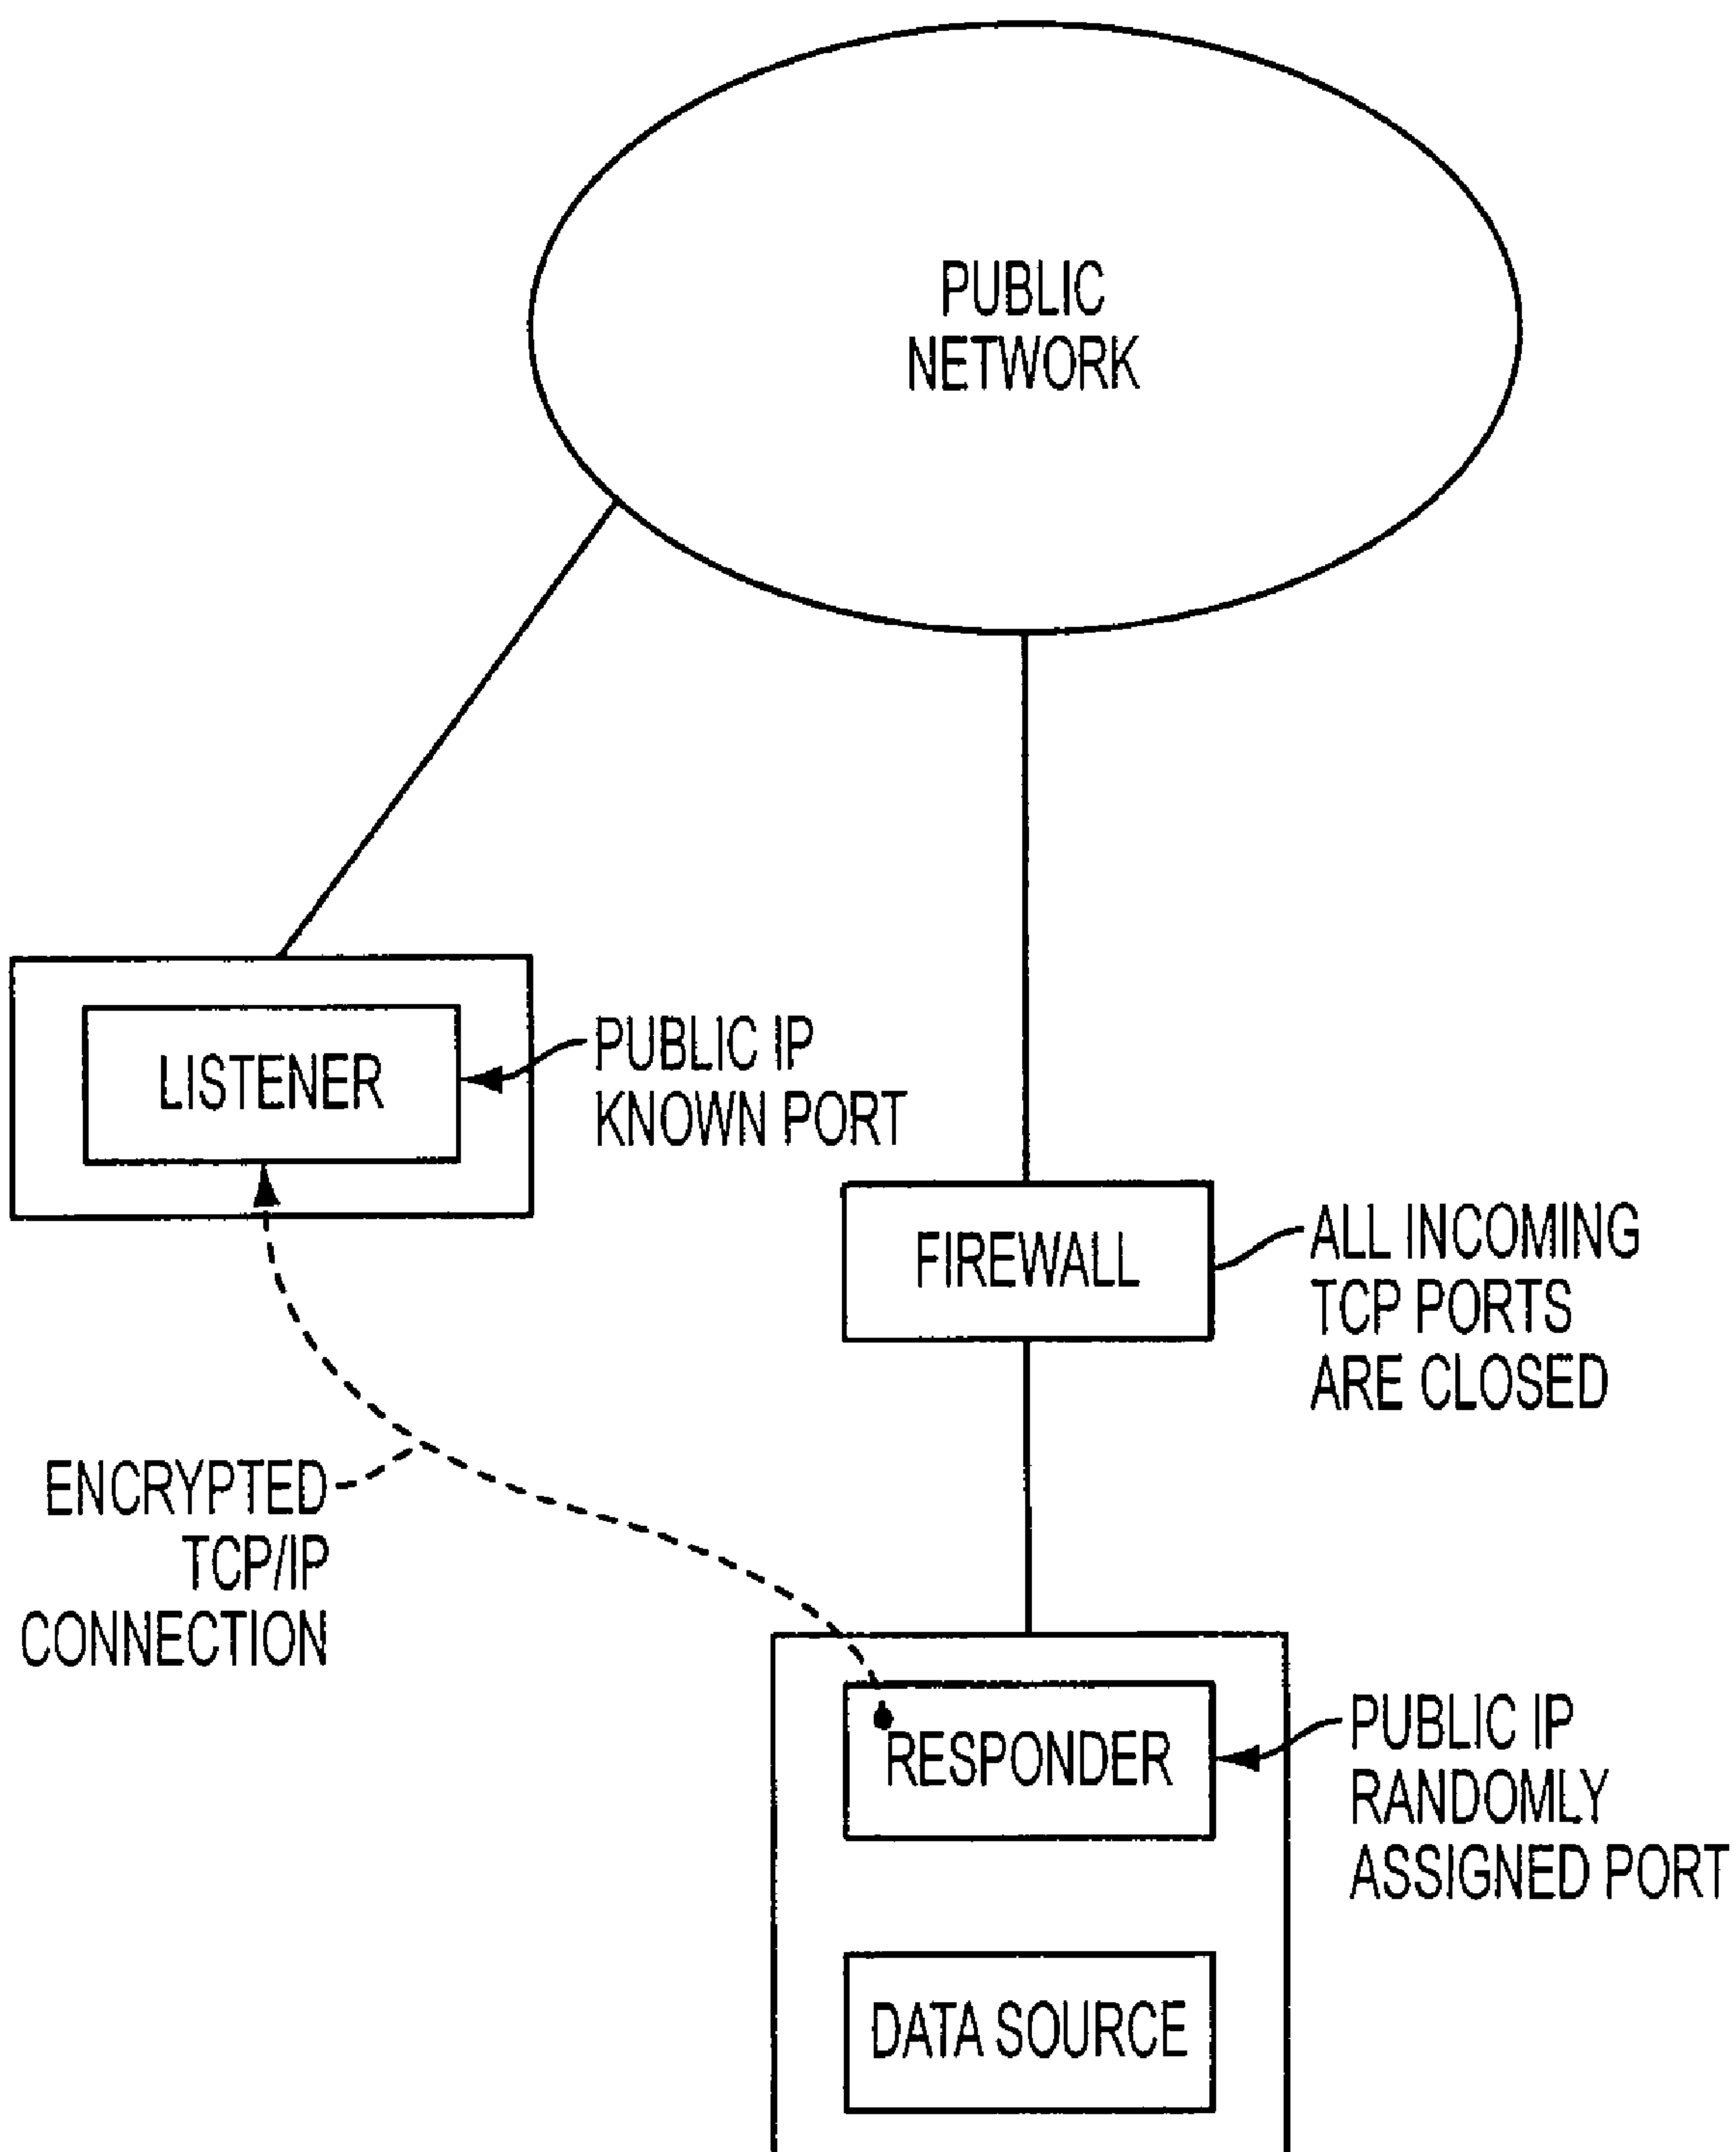 PUBLIC
NETWORK
LISTENER
PUBLIC IP
KNOWN PORT
FIREWALL
ALL INCOMING
TCP PORTS
ARE CLOSED
ENCRYPTED
TCP/IP
CONNECTION
RESPONDER
PUBLIC IP
RANDOMLY
ASSIGNED PORT
DATA SOURCE